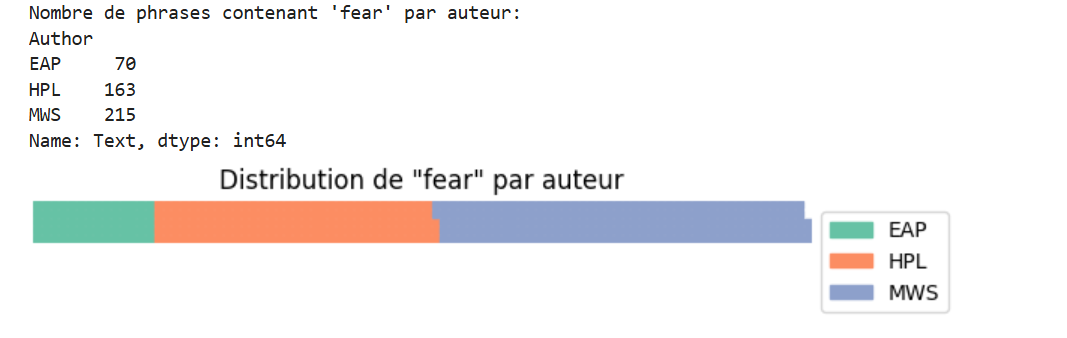 Nombre de phrases contenant 'fear' par auteur:
Author
EAP 70
HPL 163
MWS 215
Name: Text, dtype: int64
Distribution de "fear" par auteur
EAP
HPL
MWS